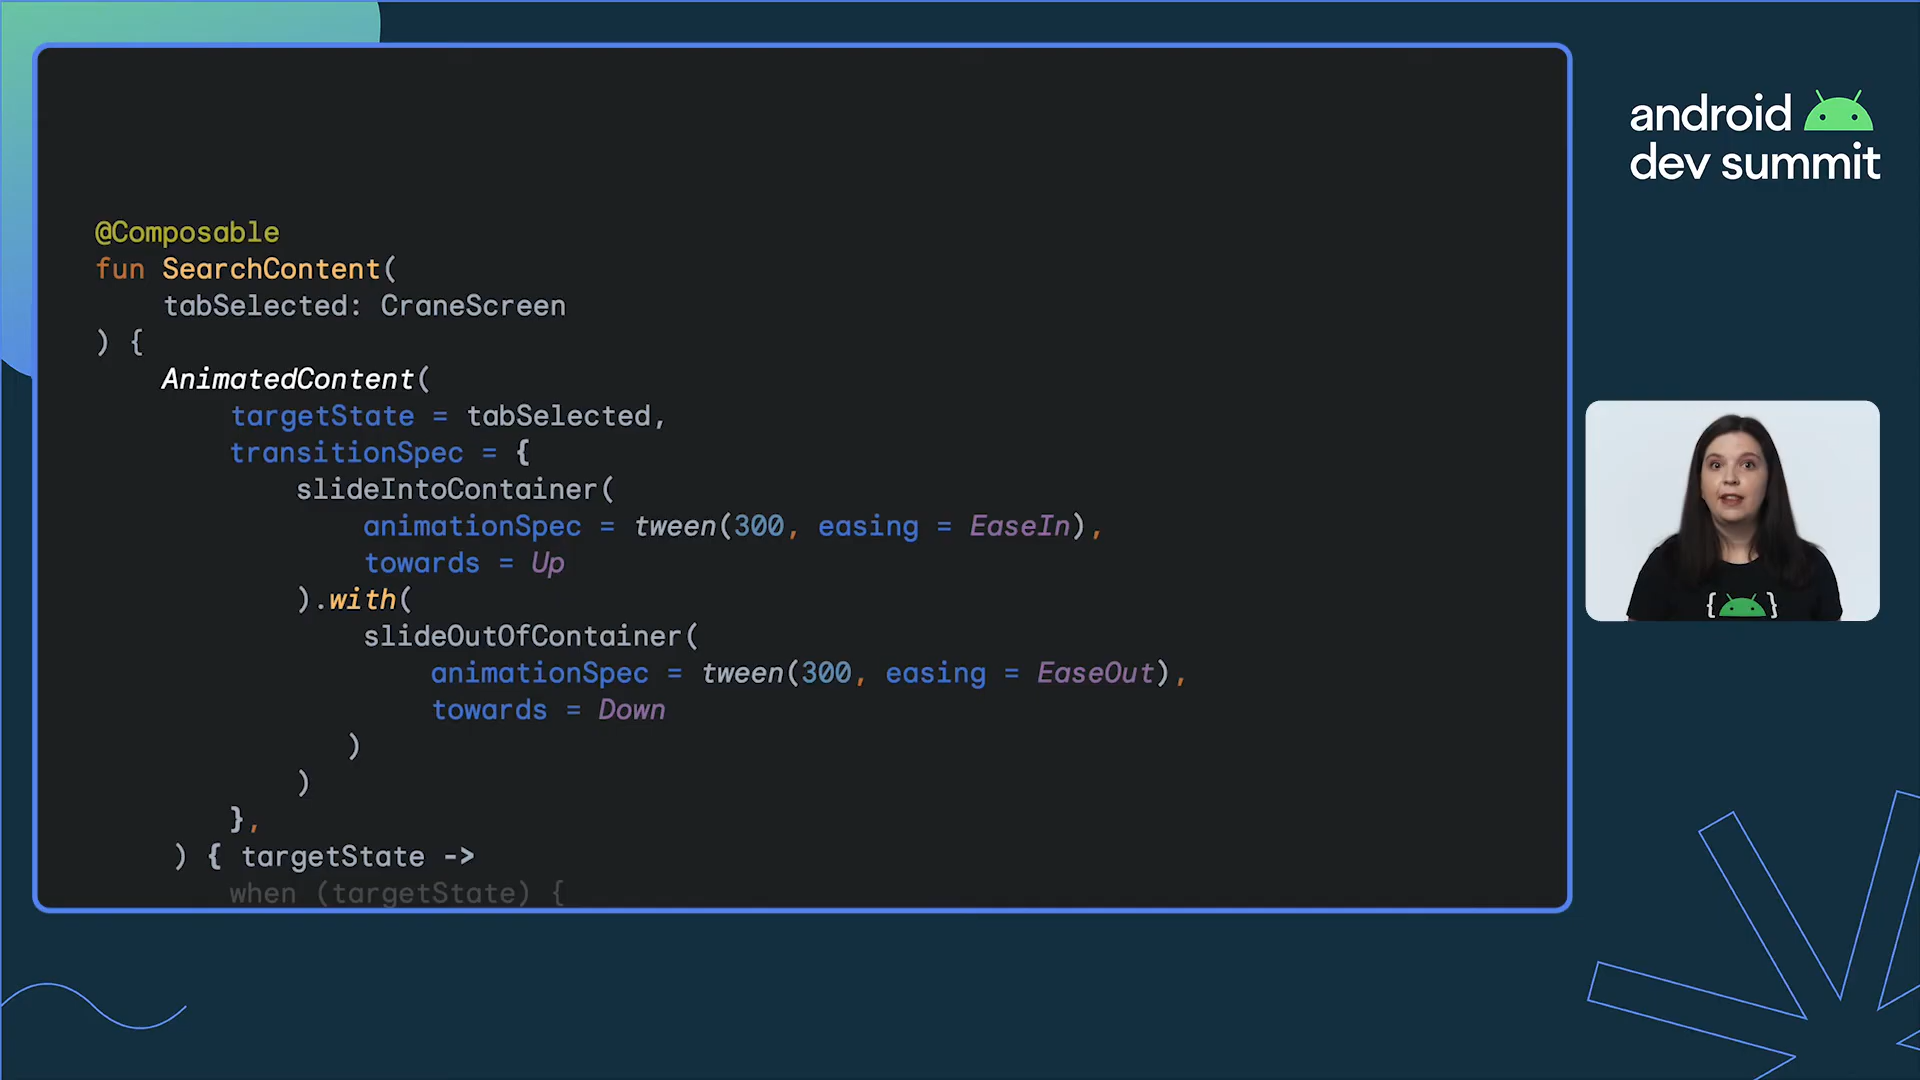 android
dev summit
@Composable
fun SearchContent(
    tabSelected: CraneScreen
) {
    AnimatedContent(
        targetState = tabSelected,
        transitionSpec = {
            slideIntoContainer(
                animationSpec = tween(300, easing = EaseIn),
                towards = Up
            ).with(
                slideOutOfContainer(
                    animationSpec = tween(300, easing = EaseOut),
                    towards = Down
                )
            )
        },
    ) { targetState ->
        when (targetState) {